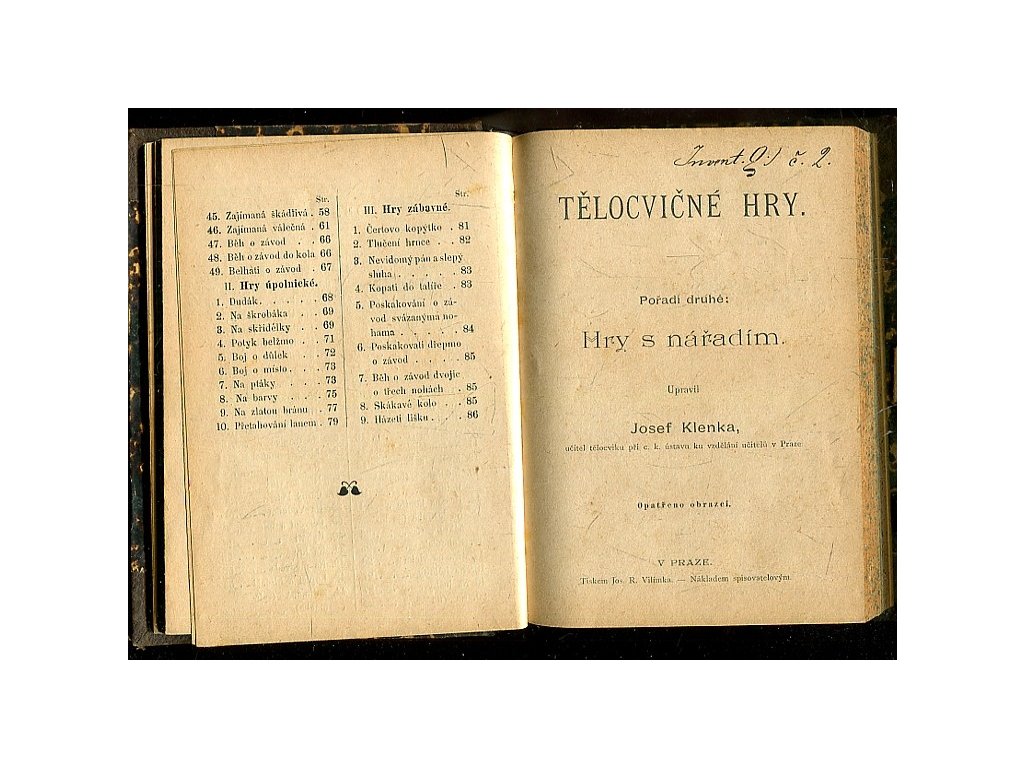 Str.
45. Zajímaná škádlivá . 58
46. Zajímaná válečná . 61
47. Běh o závod . . 66
48. Běh o závod do kola 66
49. Belhati o závod . 67
II. Hry úpolnické.
1. Dudák . . . . . 68
2. Na škrobáka . . 69
3. Na skřidélky . . 69
4. Potyk belžmo . . 71
5. Boj o důlek . . . 72
6. Boj o místo . . . 73
7. Na ptáky . . . 73
8. Na barvy . . . . 75
9. Na zlatou bránu . 77
10. Přetahování lanem . 79
Str.
III. Hry zábavné.
1. Čertovo kopytko . 81
2. Tlučení hrnce . . 82
3. Nevidomý pán a slepý
sluha . . . . . 83
4. Kopati do talíře . 83
5. Poskakování o zá-
vod svázanýma no-
hama . . . . . 84
6. Poskakovati dřepmo
o závod . . . . 85
7. Běh o závod dvojic
o třech nohách . . 85
8. Skákavé kolo . . 85
9. Házeti lišku . . . 86
Invent. č. 2.
TĚLOCVIČNÉ HRY.
Pořadí druhé:
Hry s nářadím.
Upravil
Josef Klenka,
učitel tělocviku při c. k. ústavu ku vzdělání učitelů v Praze
Opatřeno obrazci.
V PRAZE.
Tiskem Jos. R. Vilímka. — Nákladem spisovatelovým.